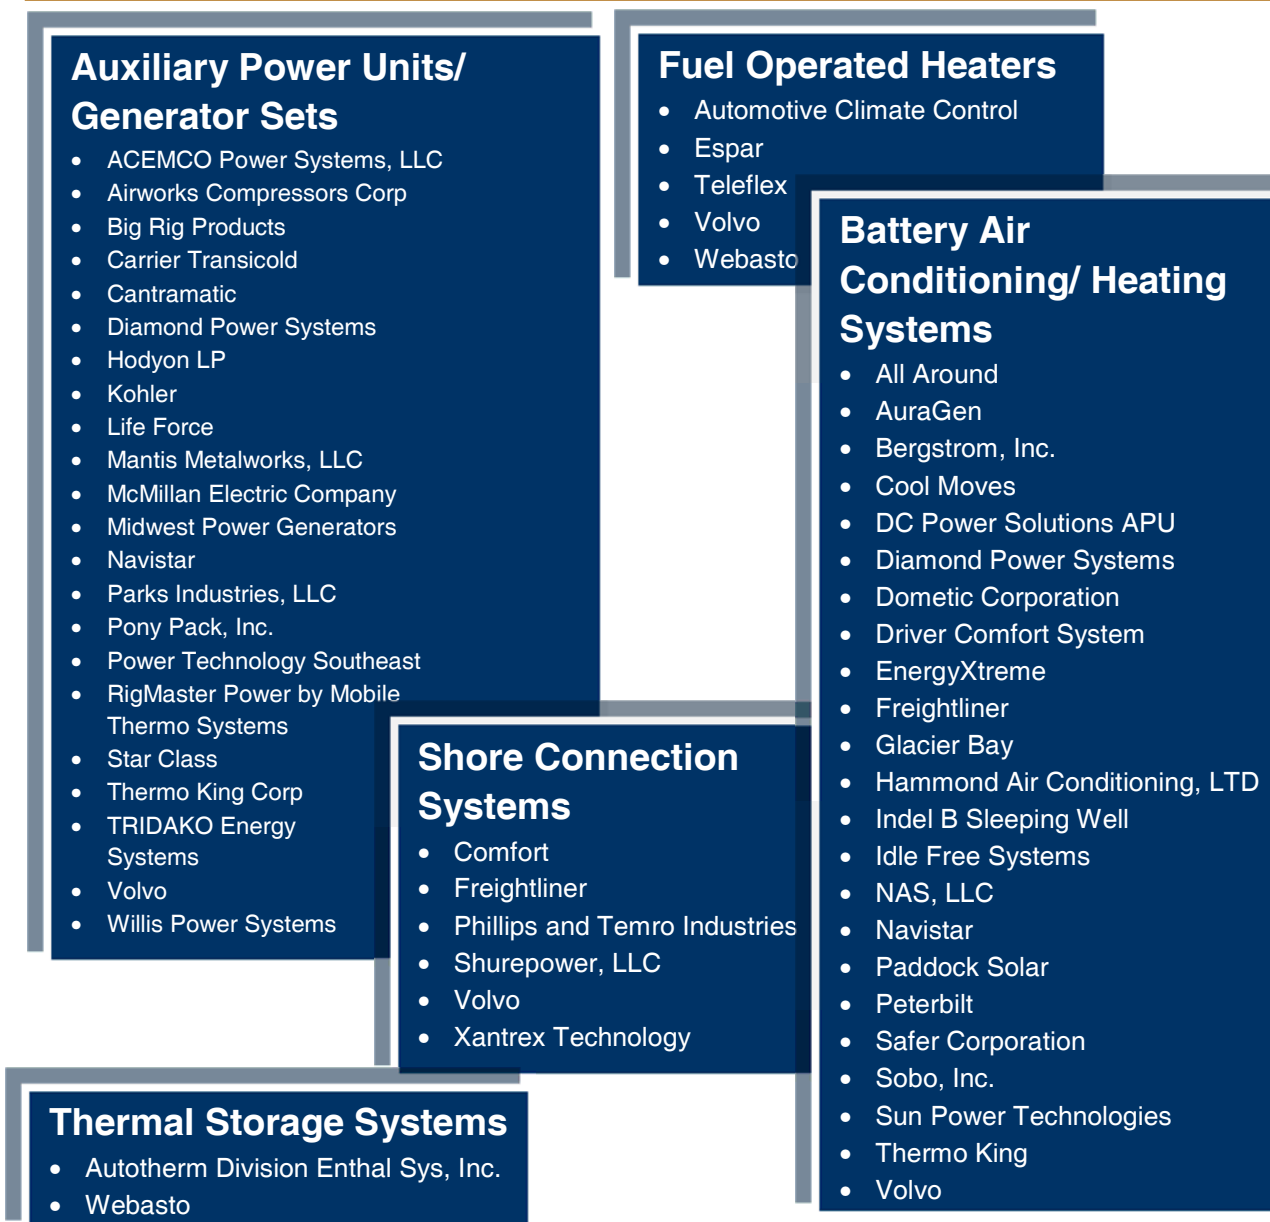 Auxiliary Power Units/
Generator Sets
• ACEMCO Power Systems, LLC
• Airworks Compressors Corp
• Big Rig Products
• Carrier Transicold
• Cantramatic
• Diamond Power Systems
• Hodyon LP
• Kohler
• Life Force
• Mantis Metalworks, LLC
• McMillan Electric Company
• Midwest Power Generators
• Navistar
• Parks Industries, LLC
• Pony Pack, Inc.
• Power Technology Southeast
• RigMaster Power by Mobile
Thermo Systems
• Star Class
• Thermo King Corp
• TRIDAKO Energy
Systems
• Volvo
• Willis Power Systems
Fuel Operated Heaters
• Automotive Climate Control
• Espar
• Teleflex
• Volvo
• Webasto
Battery Air
Conditioning/ Heating
Systems
• All Around
• AuraGen
• Bergstrom, Inc.
• Cool Moves
• DC Power Solutions APU
• Diamond Power Systems
• Dometic Corporation
• Driver Comfort System
• EnergyXtreme
• Freightliner
• Glacier Bay
• Hammond Air Conditioning, LTD
• Indel B Sleeping Well
• Idle Free Systems
• NAS, LLC
• Navistar
• Paddock Solar
• Peterbilt
• Safer Corporation
• Sobo, Inc.
• Sun Power Technologies
• Thermo King
• Volvo
Shore Connection
Systems
• Comfort
• Freightliner
• Phillips and Temro Industries
• Shurepower, LLC
• Volvo
• Xantrex Technology
Thermal Storage Systems
• Autotherm Division Enthal Sys, Inc.
• Webasto